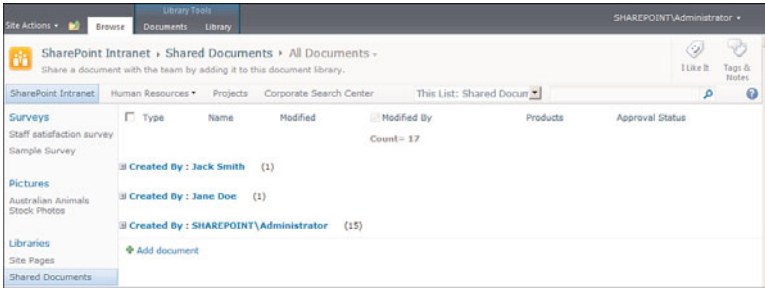 Library Tools
Site Actions Browse Documents Library SHAREPOINT\Administrator
SharePoint Intranet Shared Documents All Documents
Share a document with the team by adding it to this document library.
I Like It Tags & Notes
SharePoint Intranet Human Resources Projects Corporate Search Center This List: Shared Docum
Surveys
Staff satisfaction survey
Sample Survey
Pictures
Australian Animals
Stock Photos
Libraries
Site Pages
Shared Documents
Type Name Modified Modified By Products Approval Status
Count= 17
Created By : Jack Smith (1)
Created By : Jane Doe (1)
Created By : SHAREPOINT\Administrator (15)
Add document